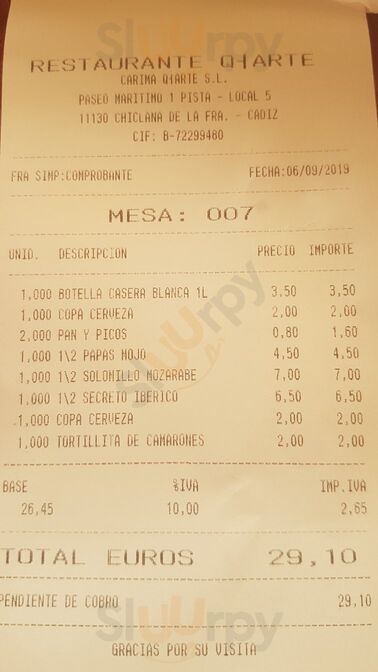 RESTAURANTE Q-ARTE
CARIMA Q-ARTE S.L.
PASEO MARITIMO 1 PISTA - LOCAL 5
11130 CHICLANA DE LA FRA. - CADIZ
CIF: B-72299480
FRA SIMP:COMPROBANTE FECHA:06/09/2019
MESA: 007
UNID. DESCRIPCION PRECIO IMPORTE
1,000 BOTELLA CASERA BLANCA 1L 3,50 3,50
1,000 COPA CERVEZA 2,00 2,00
2,000 PAN Y PICOS 0,80 1,60
1,000 1\2 PAPAS MOJO 4,50 4,50
1,000 1\2 SOLOMILLO MOZARABE 7,00 7,00
1,000 1\2 SECRETO IBERICO 6,50 6,50
1,000 COPA CERVEZA 2,00 2,00
1,000 TORTILLITA DE CAMARONES 2,00 2,00
BASE %IVA IMP.IVA
26,45 10,00 2,65
TOTAL EUROS 29,10
PENDIENTE DE COBRO 29,10
GRACIAS POR SU VISITA
Sluurpy
Sluurpy
Sluurpy